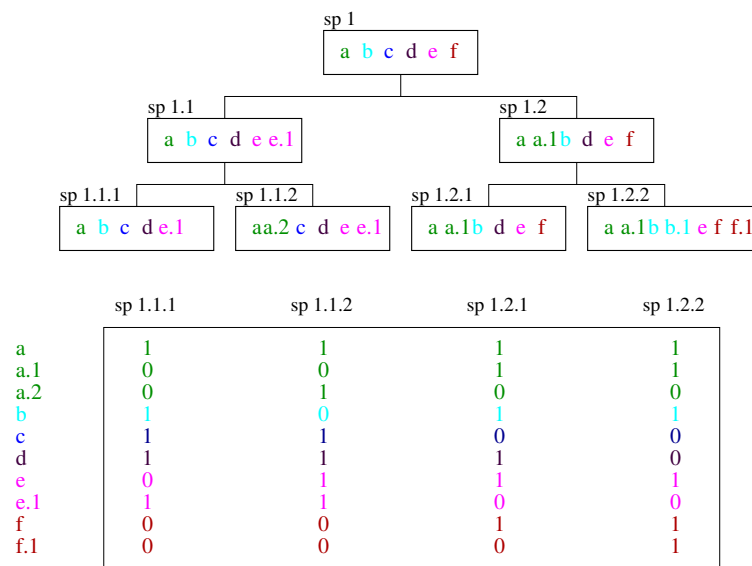 sp 1
a b c d e f
sp 1.1 sp 1.2
a b c d e e.1 a a.1 b d e f
sp 1.1.1 sp 1.1.2 sp 1.2.1 sp 1.2.2
a b c d e.1 a a.2 c d e e.1 a a.1 b d e f a a.1 b b.1 e f f.1
sp 1.1.1 sp 1.1.2 sp 1.2.1 sp 1.2.2
a 1 1 1 1
a.1 0 0 1 1
a.2 0 1 0 0
b 1 0 1 1
c 1 1 0 0
d 1 1 1 0
e 0 1 1 1
e.1 1 1 0 0
f 0 0 1 1
f.1 0 0 0 1